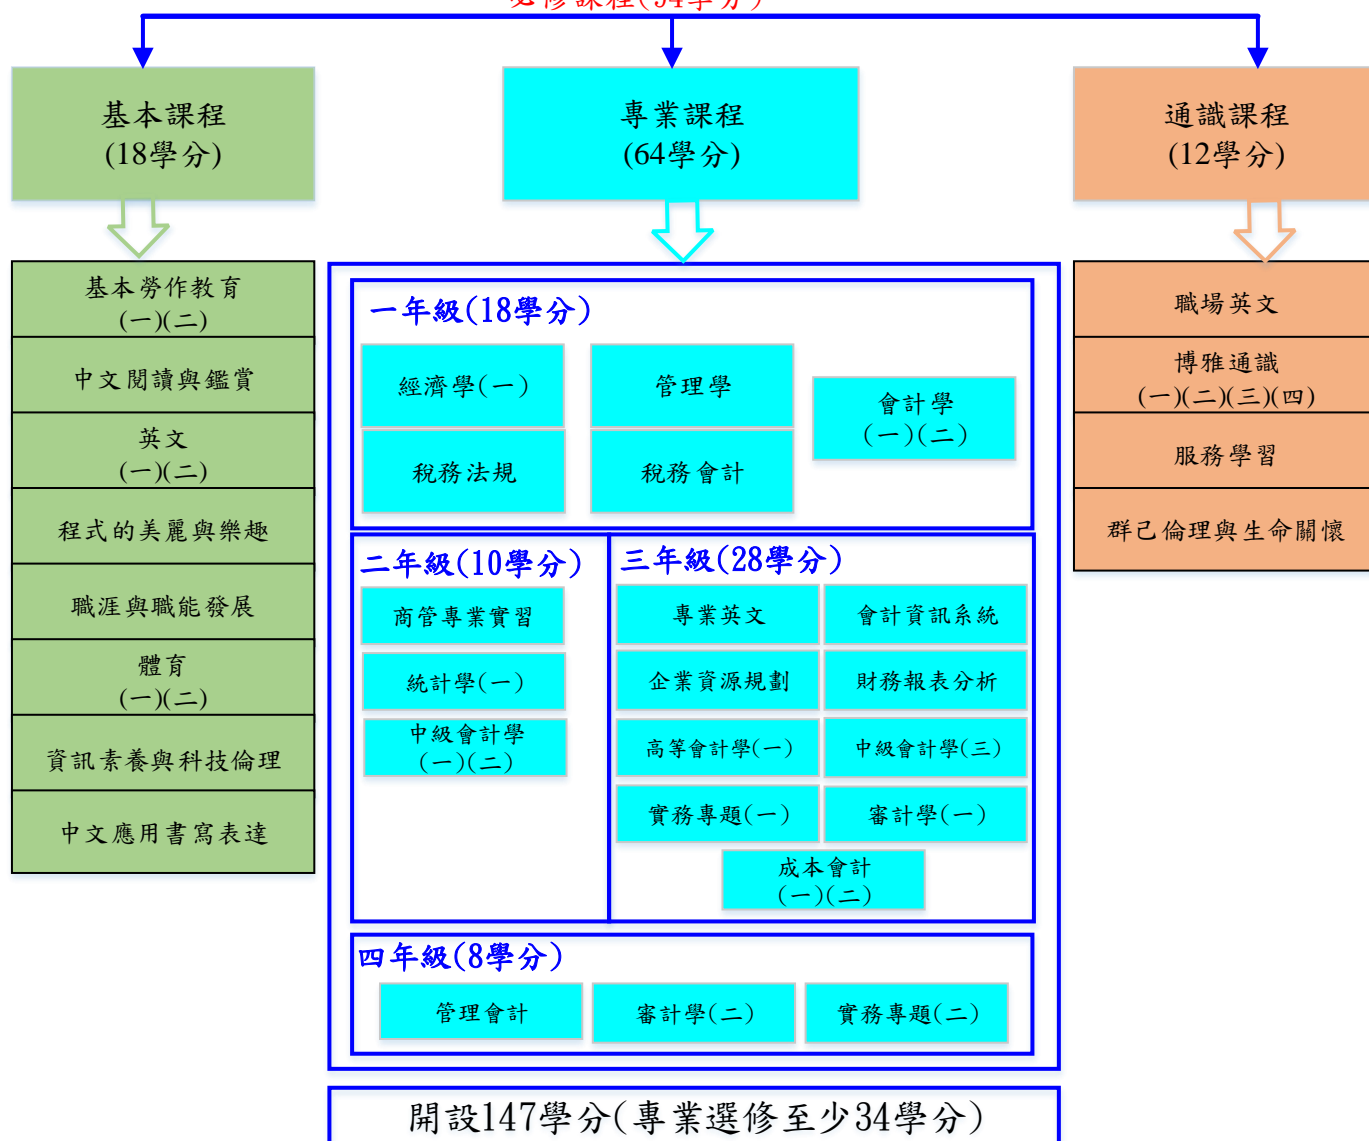 必修課程(94學分)
基本課程
(18學分)
專業課程
(64學分)
通識課程
(12學分)
基本勞作教育
(一)(二)
中文閱讀與鑑賞
英文
(一)(二)
程式的美麗與樂趣
職涯與職能發展
體育
(一)(二)
資訊素養與科技倫理
中文應用書寫表達
一年級(18學分)
經濟學(一)
管理學
會計學
(一)(二)
稅務法規
稅務會計
二年級(10學分)
商管專業實習
統計學(一)
中級會計學
(一)(二)
三年級(28學分)
專業英文
會計資訊系統
企業資源規劃
財務報表分析
高等會計學(一)
中級會計學(三)
實務專題(一)
審計學(一)
成本會計
(一)(二)
四年級(8學分)
管理會計
審計學(二)
實務專題(二)
開設147學分(專業選修至少34學分)
職場英文
博雅通識
(一)(二)(三)(四)
服務學習
群己倫理與生命關懷